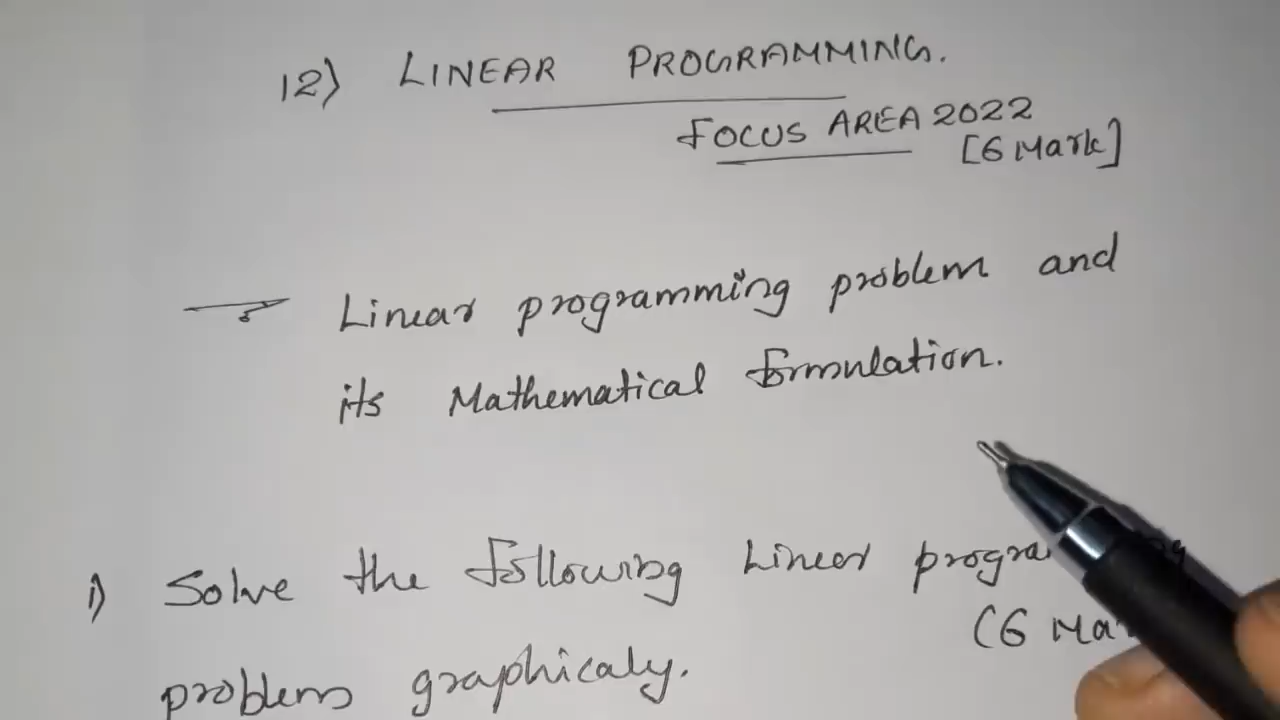 12) LINEAR PROGRAMMING.
FOCUS AREA 2022
[6 Mark]
Linear programming problem and
its Mathematical formulation.
i) Solve the following Linear
(6
problems graphicaly.